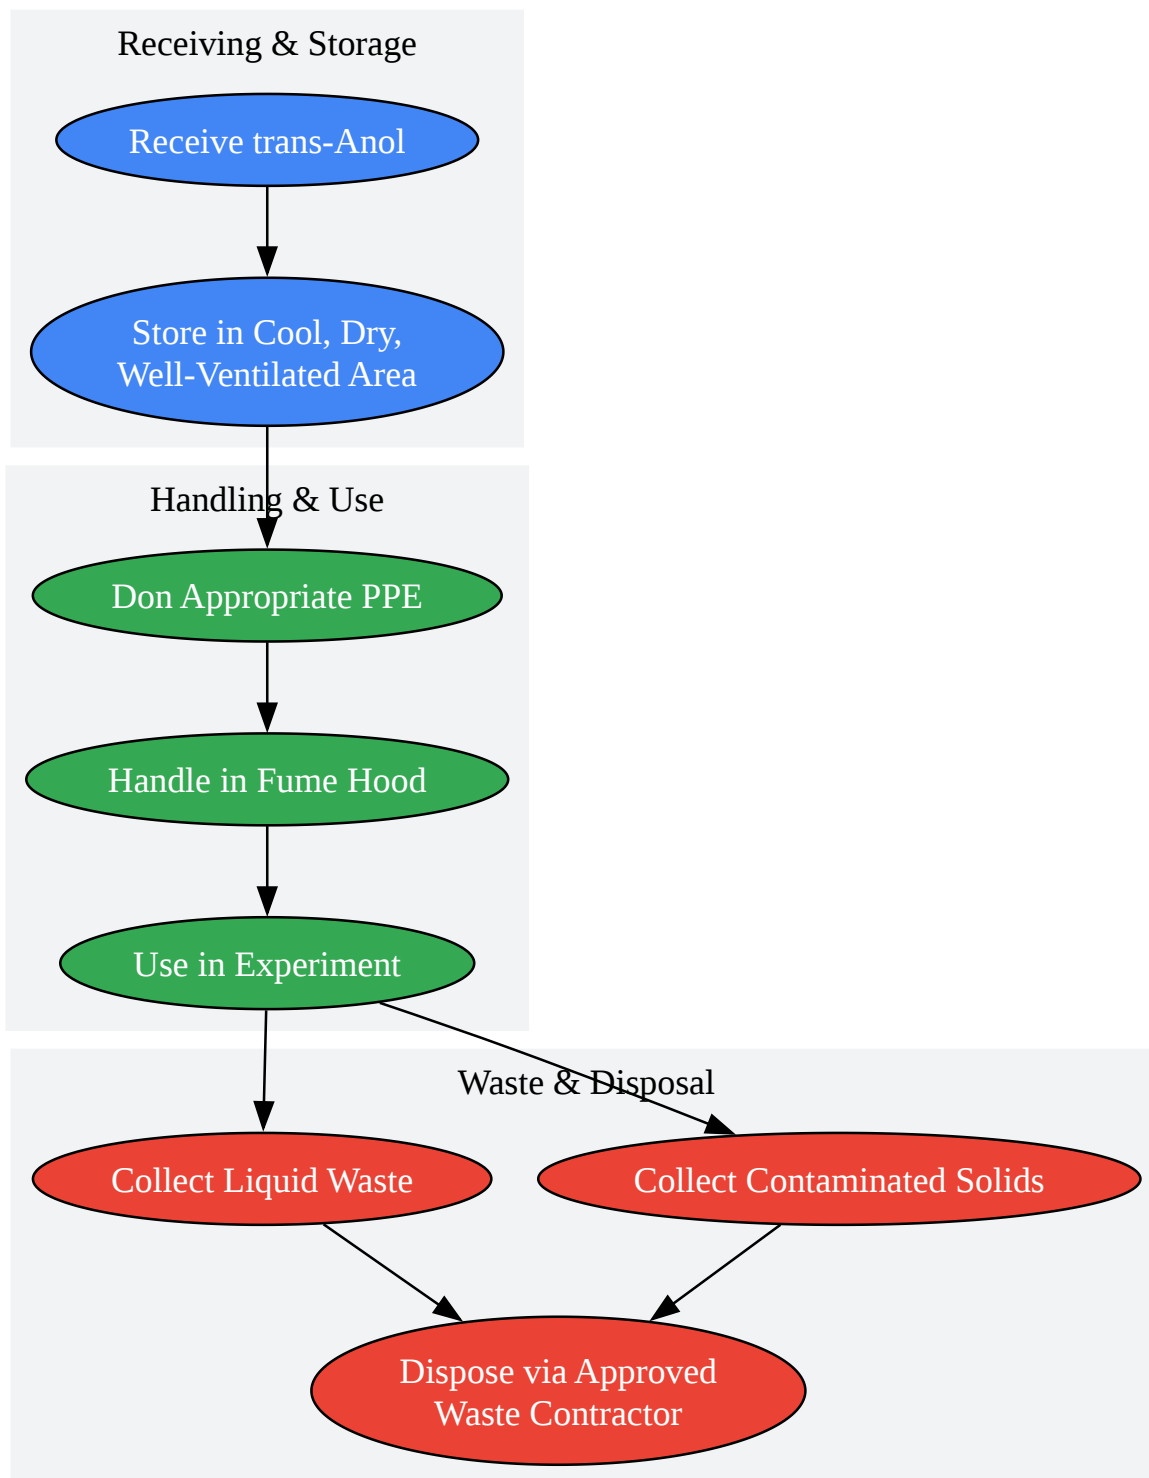 Receiving & Storage
Receive trans-Anol
Store in Cool, Dry,
Well-Ventilated Area
Handling & Use
Don Appropriate PPE
Handle in Fume Hood
Use in Experiment
Waste & Disposal
Collect Liquid Waste
Collect Contaminated Solids
Dispose via Approved
Waste Contractor